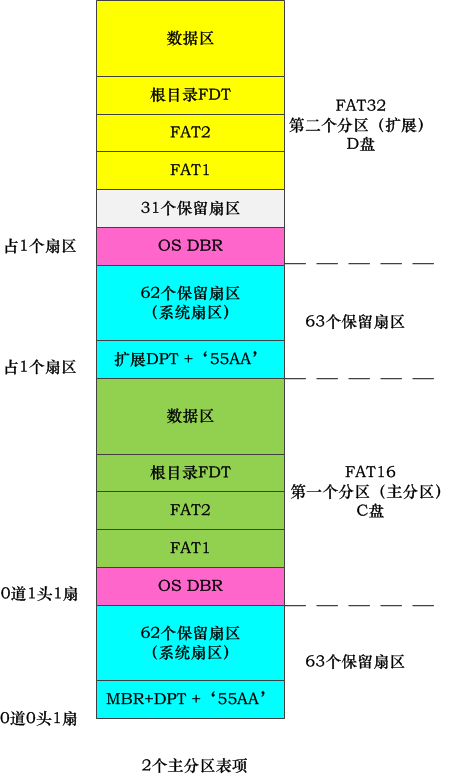 数据区
根目录FDT
FAT2
FAT1
FAT32
第二个分区（扩展）
D盘
31个保留扇区
占1个扇区
OS DBR
62个保留扇区
(系统扇区)
63个保留扇区
占1个扇区
扩展DPT +‘55AA’
数据区
根目录FDT
FAT2
FAT1
FAT16
第一个分区（主分区）
C盘
0道1头1扇
OS DBR
62个保留扇区
(系统扇区)
63个保留扇区
0道0头1扇
MBR+DPT +‘55AA’
2个主分区表项